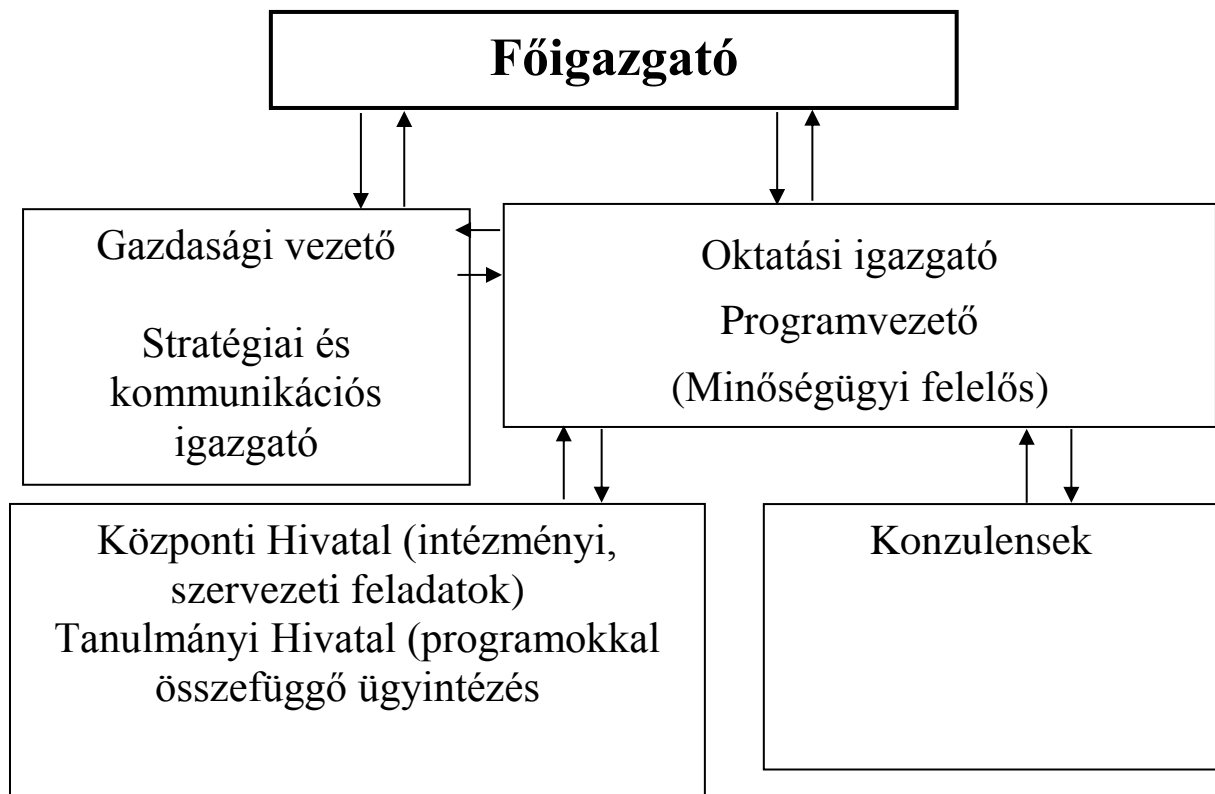 Főigazgató
Gazdasági vezető
Stratégiai és
kommunikációs
igazgató
Oktatási igazgató
Programvezető
(Minőségügyi felelős)
Központi Hivatal (intézményi,
szervezeti feladatok)
Tanulmányi Hivatal (programokkal
összefüggő ügyintézés
Konzulensek